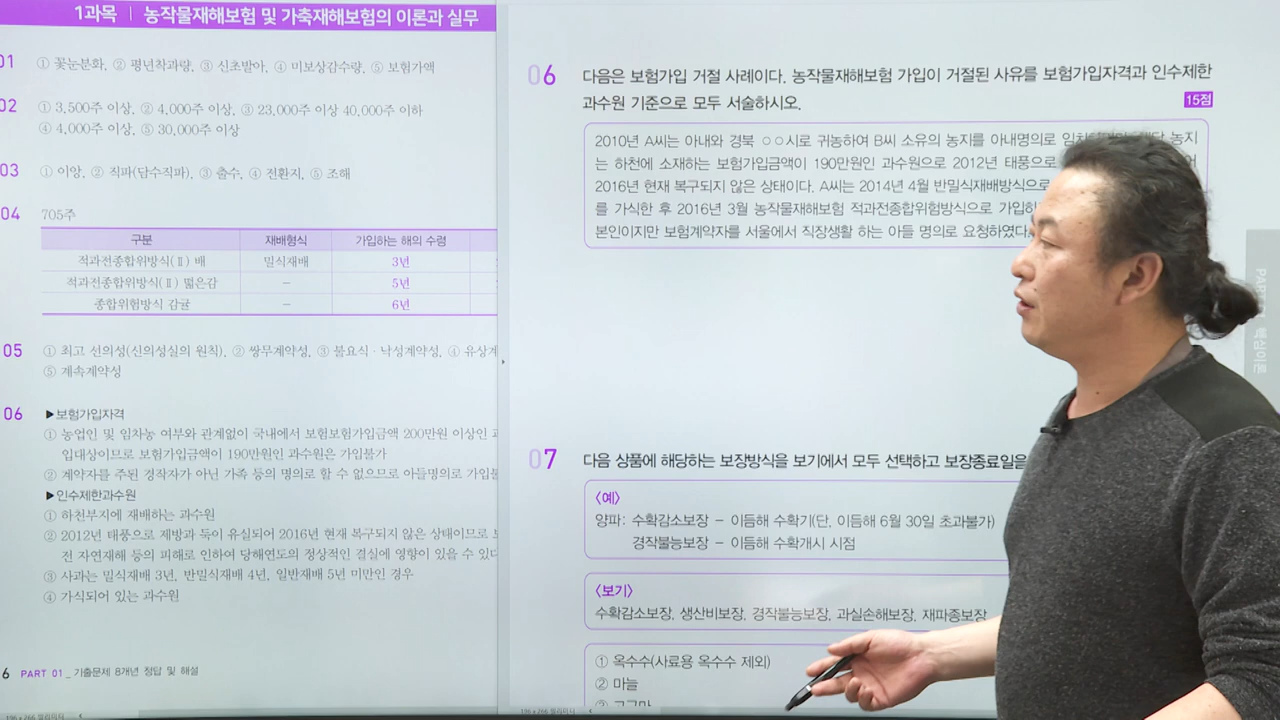 1과목 | 농작물재해보험 및 가축재해보험의 이론과 실무
01 ① 꽃눈분화, ② 평년착과량, ③ 신초발아, ④ 미보상감수량, ⑤ 보험가액
02 ① 3,500주 이상, ② 4,000주 이상, ③ 23,000주 이상 40,000주 이하
④ 4,000주 이상, ⑤ 30,000주 이상
03 ① 이앙, ② 직파(담수직파), ③ 출수, ④ 전환지, ⑤ 조해
04 705주
구분 재배형식 가입하는 해의 수령
적과전종합위험방식(Ⅱ) 배 밀식재배 3년
적과전종합위험방식(Ⅱ) 떫은감 － 5년
종합위험방식 감귤 － 6년
05 ① 최고 선의성(신의성실의 원칙), ② 쌍무계약성, ③ 불요식·낙성계약성, ④ 유상계
⑤ 계속계약성
06 ▶보험가입자격
① 농업인 및 임차농 여부와 관계없이 국내에서 보험보험가입금액 200만원 이상인 과
입대상이므로 보험가입금액이 190만원인 과수원은 가입불가
② 계약자를 주된 경작자가 아닌 가족 등의 명의로 할 수 없으므로 아들명의로 가입불
▶인수제한과수원
① 하천부지에 재배하는 과수원
② 2012년 태풍으로 제방과 둑이 유실되어 2016년 현재 복구되지 않은 상태이므로 보
전 자연재해 등의 피해로 인하여 당해연도의 정상적인 결실에 영향이 있을 수 있다
③ 사과는 밀식재배 3년, 반밀식재배 4년, 일반재배 5년 미만인 경우
④ 가식되어 있는 과수원
6 PART 01 _ 기출문제 8개년 정답 및 해설
196 x 266 밀리미터
06 다음은 보험가입 거절 사례이다. 농작물재해보험 가입이 거절된 사유를 보험가입자격과 인수제한
과수원 기준으로 모두 서술하시오. 15점
2010년 A씨는 아내와 경북 ○○시로 귀농하여 B씨 소유의 농지를 아내명의로 농지
는 하천에 소재하는 보험가입금액이 190만원인 과수원으로 2012년 태풍으로
2016년 현재 복구되지 않은 상태이다. A씨는 2014년 4월 반밀식재배방식으로
를 가식한 후 2016년 3월 농작물재해보험 적과전종합위험방식으로 가입하
본인이지만 보험계약자를 서울에서 직장생활 하는 아들 명의로 요청하였다.
07 다음 상품에 해당하는 보장방식을 보기에서 모두 선택하고 보장종료일을
〈예〉
양파: 수확감소보장 － 이듬해 수확기(단, 이듬해 6월 30일 초과불가)
경작불능보장 － 이듬해 수확개시 시점
〈보기〉
수확감소보장, 생산비보장, 경작불능보장, 과실손해보장, 재파종보장
① 옥수수(사료용 옥수수 제외)
② 마늘
③ 고구마
196 x 266 밀리미터
핵심이론